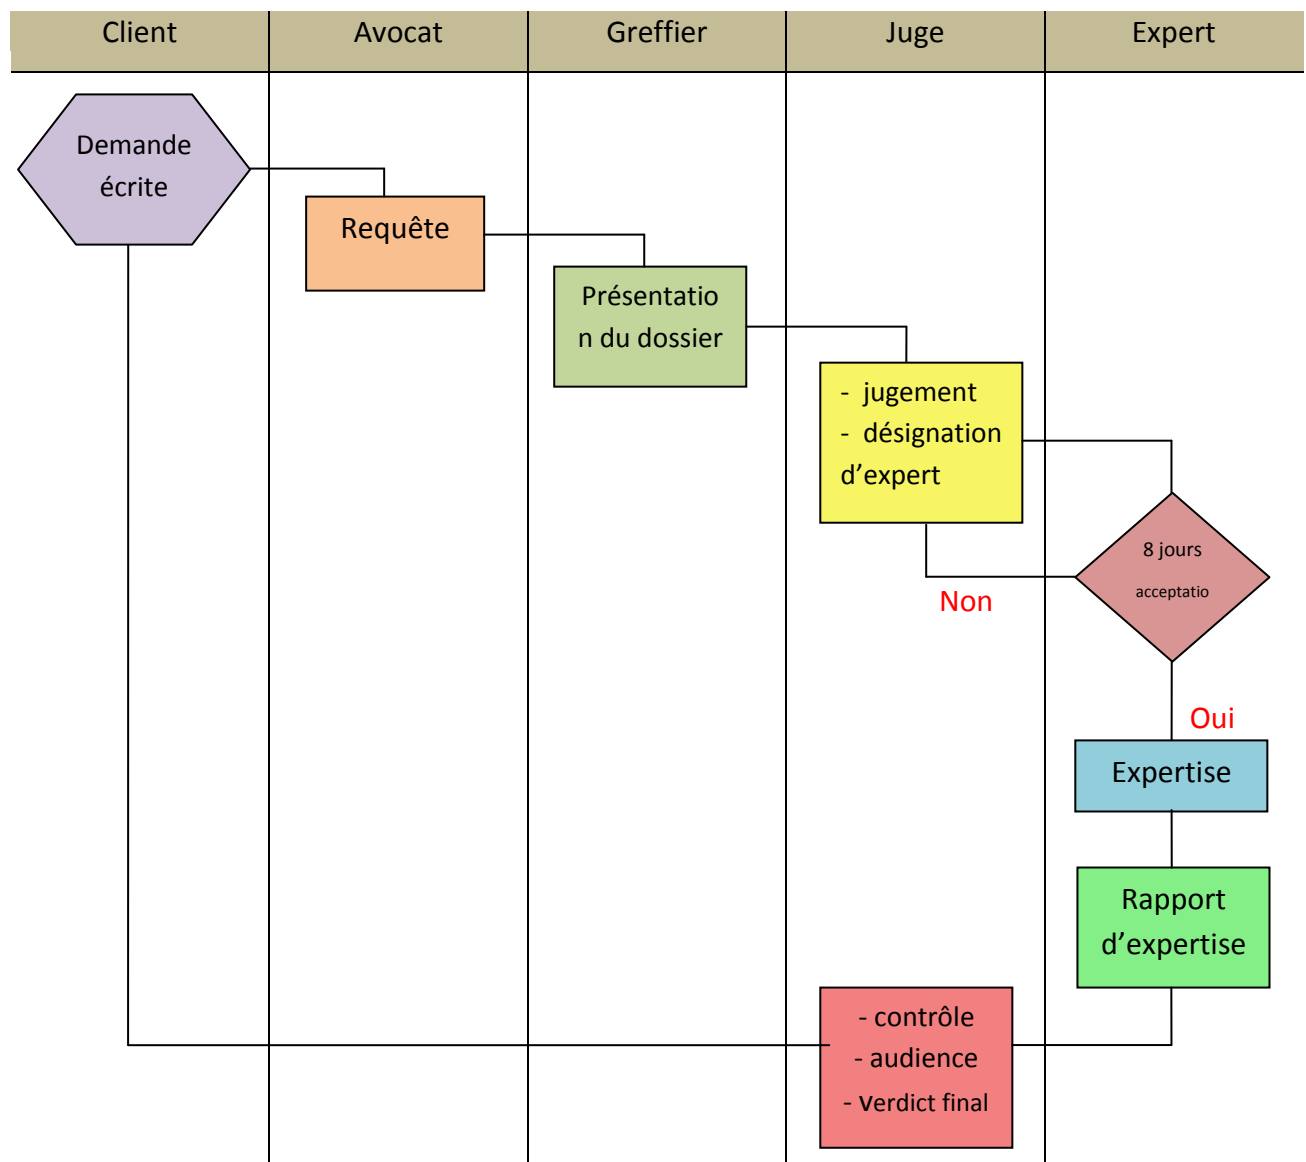 Client
Avocat
Greffier
Juge
Expert
Demande
écrite
Requête
Présentatio
n du dossier
- jugement
- désignation
d’expert
8 jours
acceptatio
Non
Oui
Expertise
Rapport
d’expertise
- contrôle
- audience
- verdict final